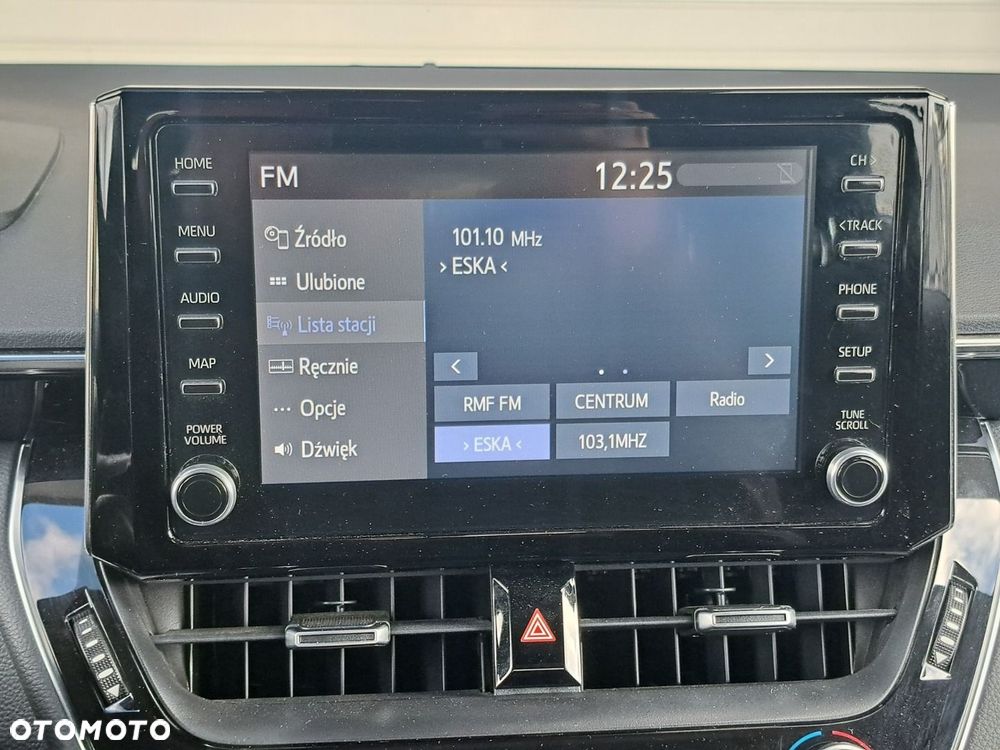 HOME
MENU
AUDIO
MAP
POWER
VOLUME
FM
12:25
Źródło
Ulubione
Lista stacji
Ręcznie
Opcje
Dźwięk
101.10 MHz
› ESKA ‹
<
>
RMF FM
CENTRUM
Radio
› ESKA ‹
103,1MHZ
CH >
< TRACK
PHONE
SETUP
TUNE
SCROLL
OTOMOTO